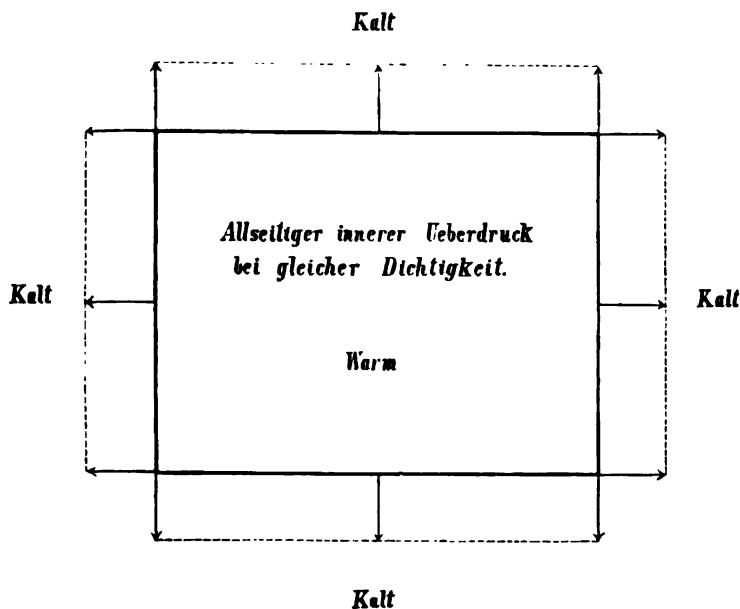 Kalt
Allseitiger innerer Ueberdruck
bei gleicher Dichtigkeit.
Kalt
Kalt
Warm
Kalt